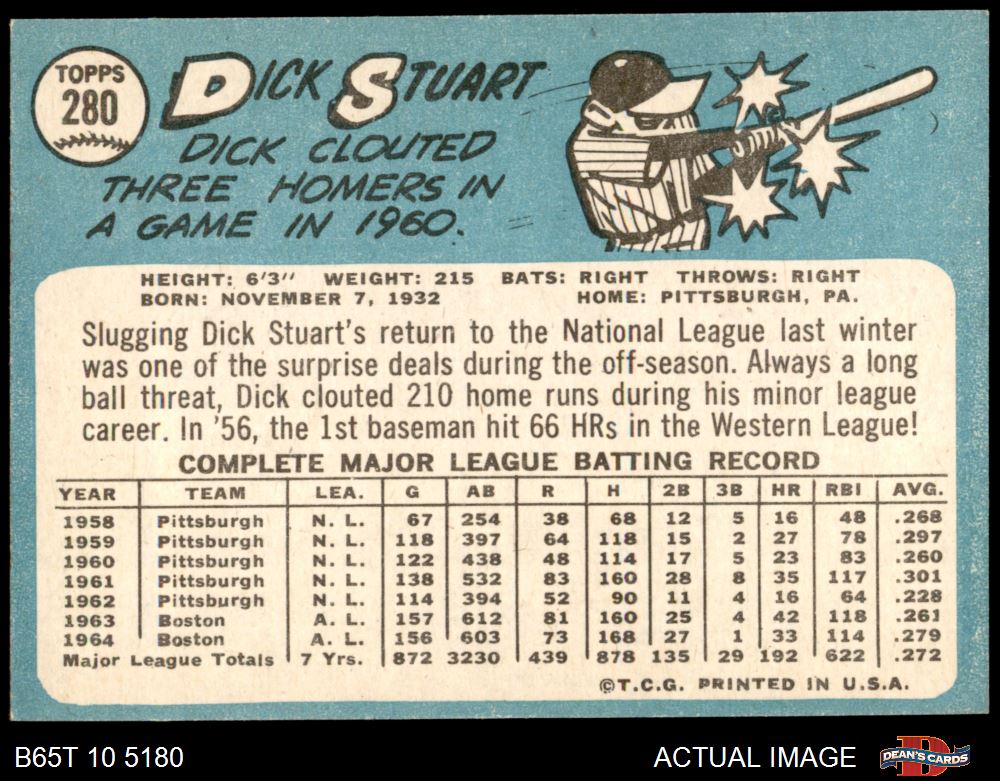 TOPPS
280
DICK STUART
DICK CLOUTED
THREE HOMERS IN
A GAME IN 1960.
HEIGHT: 6'3" WEIGHT: 215 BATS: RIGHT THROWS: RIGHT
BORN: NOVEMBER 7, 1932 HOME: PITTSBURGH, PA.
Slugging Dick Stuart's return to the National League last winter
was one of the surprise deals during the off-season. Always a long
ball threat, Dick clouted 210 home runs during his minor league
career. In '56, the 1st baseman hit 66 HRs in the Western League!
COMPLETE MAJOR LEAGUE BATTING RECORD
YEAR TEAM LEA. G AB R H 2B 3B HR RBI AVG.
1958 Pittsburgh N. L. 67 254 38 68 12 5 16 48 .268
1959 Pittsburgh N. L. 118 397 64 118 15 2 27 78 .297
1960 Pittsburgh N. L. 122 438 48 114 17 5 23 83 .260
1961 Pittsburgh N. L. 138 532 83 160 28 8 35 117 .301
1962 Pittsburgh N. L. 114 394 52 90 11 4 16 64 .228
1963 Boston A. L. 157 612 81 160 25 4 42 118 .261
1964 Boston A. L. 156 603 73 168 27 1 33 114 .279
Major League Totals 7 Yrs. 872 3230 439 878 135 29 192 622 .272
©T.C.G. PRINTED IN U.S.A.
B65T 10 5180 ACTUAL IMAGE DEAN'S CARDS